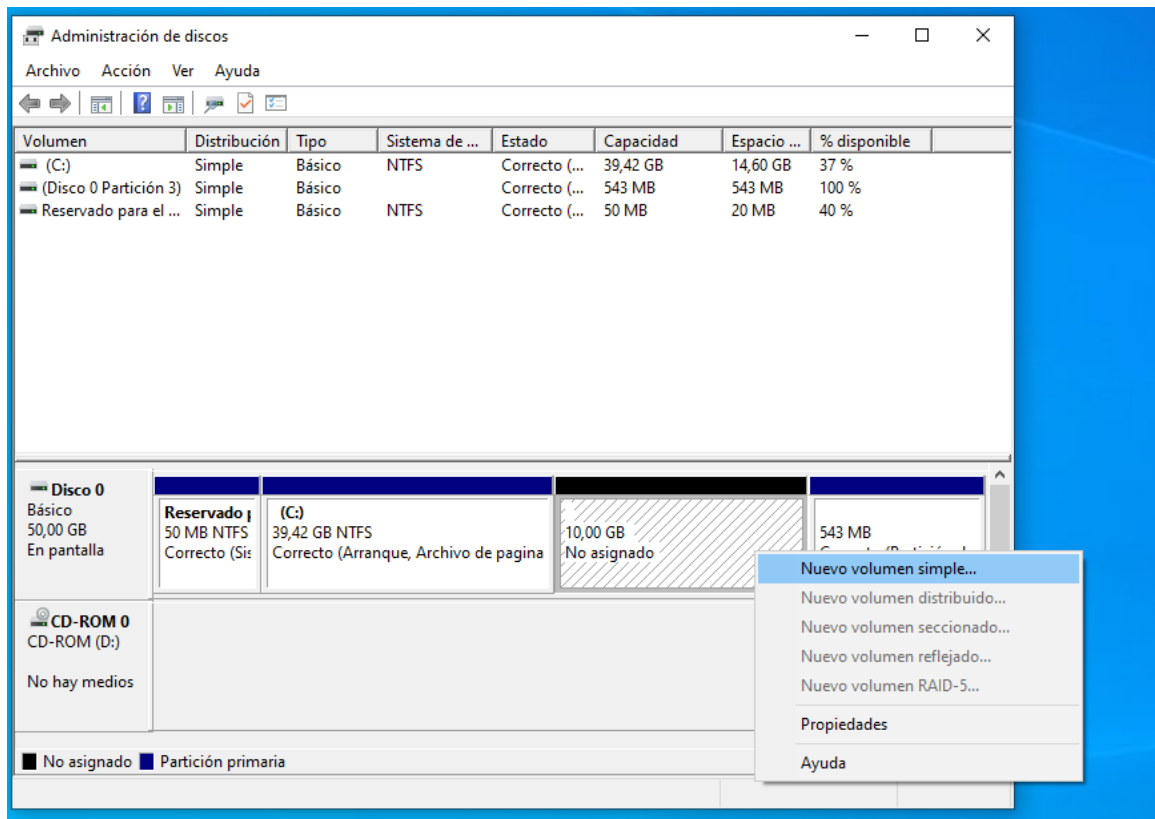 Administración de discos
Archivo Acción Ver Ayuda
Volumen Distribución Tipo Sistema de ... Estado Capacidad Espacio ... % disponible
(C:) Simple Básico NTFS Correcto (... 39,42 GB 14,60 GB 37 %
(Disco 0 Partición 3) Simple Básico Correcto (... 543 MB 543 MB 100 %
Reservado para el ... Simple Básico NTFS Correcto (... 50 MB 20 MB 40 %
Disco 0
Básico
50,00 GB
En pantalla
Reservado
50 MB NTFS
Correcto (Sis
(C:)
39,42 GB NTFS
Correcto (Arranque, Archivo de pagina
10,00 GB
No asignado
543 MB
CD-ROM 0
CD-ROM (D:)
No hay medios
Nuevo volumen simple...
Nuevo volumen distribuido...
Nuevo volumen seccionado...
Nuevo volumen reflejado...
Nuevo volumen RAID-5...
Propiedades
Ayuda
No asignado Partición primaria